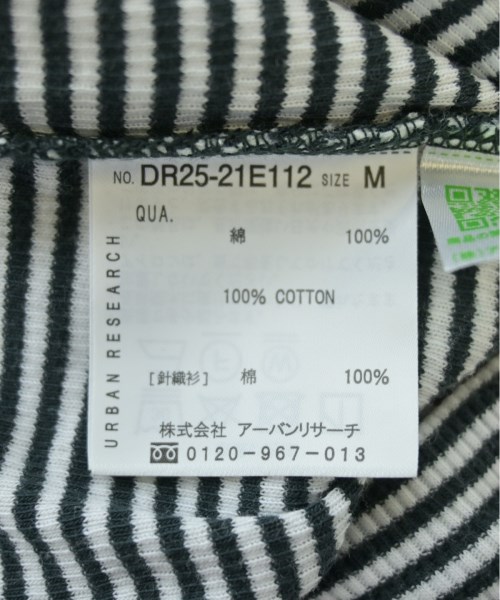 NO. DR25-21E112 SIZE M
QUA.
綿 100%
100% COTTON
[針織衫] 棉 100%
株式会社 アーバンリサーチ
0120-967-013
URBAN RESEARCH